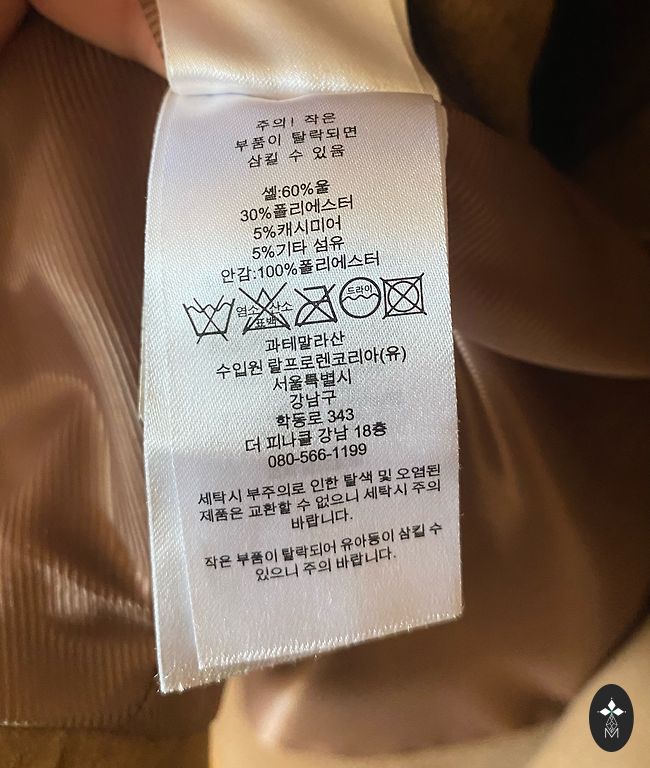 주의! 작은
부품이 탈락되면
삼킬 수 있음
셸:60%울
30%폴리에스터
5%캐시미어
5%기타 섬유
안감:100%폴리에스터
염소 산소 표백
드라이
과테말라산
수입원 랄프로렌코리아(유)
서울특별시
강남구
학동로 343
더 피나클 강남 18층
080-566-1199
세탁시 부주의로 인한 탈색 및 오염된
제품은 교환할 수 없으니 세탁시 주의
바랍니다.
작은 부품이 탈락되어 유아동이 삼킬 수
있으니 주의 바랍니다.
M